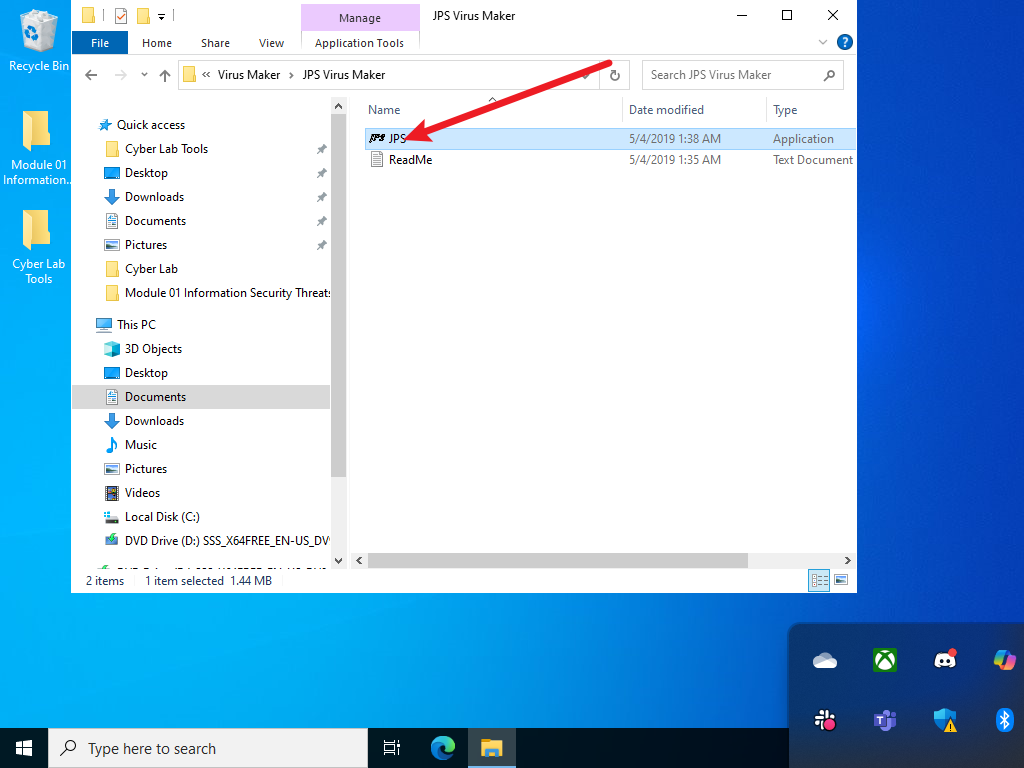 Manage
JPS Virus Maker
File
Home
Share
View
Application Tools
?
« Virus Maker › JPS Virus Maker
Search JPS Virus Maker
Recycle Bin
Module 01
Information...
Cyber Lab
Tools
Quick access
Cyber Lab Tools
Desktop
Downloads
Documents
Pictures
Cyber Lab
Module 01 Information Security Threats
This PC
3D Objects
Desktop
Documents
Downloads
Music
Pictures
Videos
Local Disk (C:)
DVD Drive (D:) SSS_X64FREE_EN-US_DV
Name
Date modified
Type
JPS JPS
5/4/2019 1:38 AM
Application
ReadMe
5/4/2019 1:35 AM
Text Document
2 items
1 item selected 1.44 MB
Type here to search